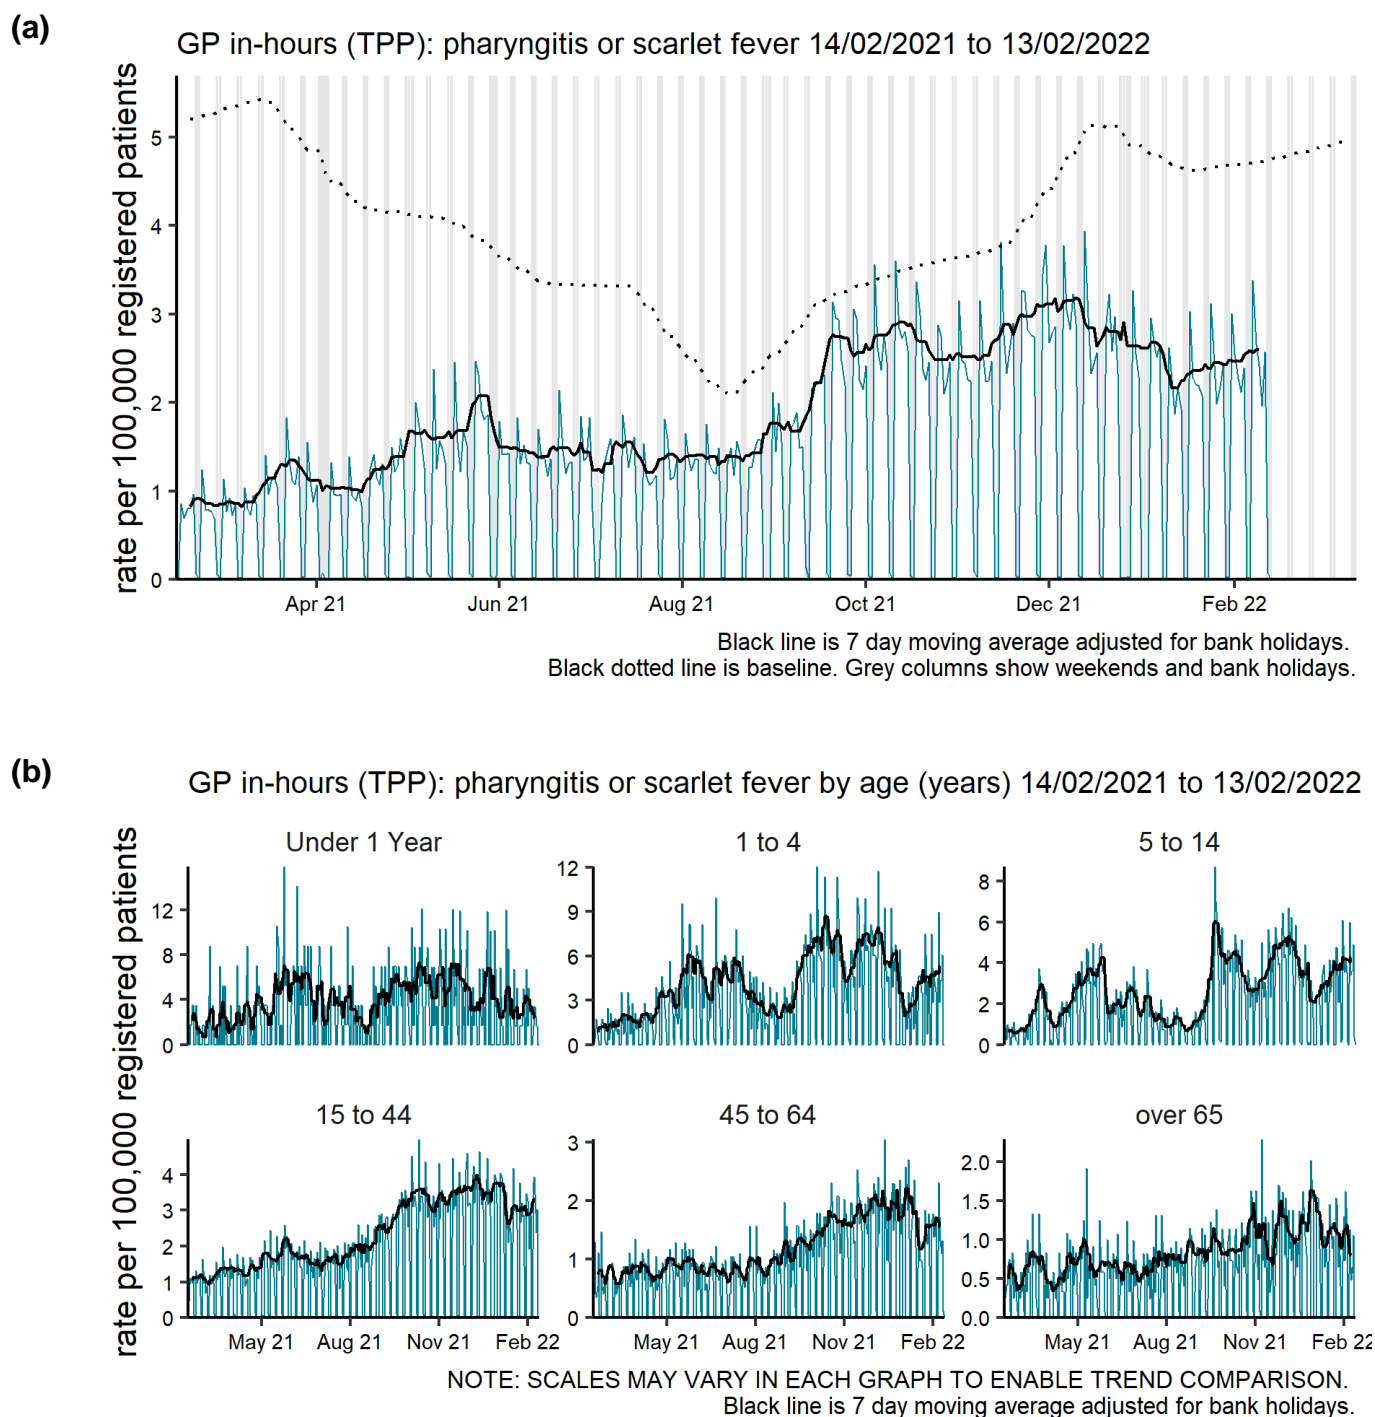 (a)
GP in-hours (TPP): pharyngitis or scarlet fever 14/02/2021 to 13/02/2022
rate per 100,000 registered patients
5
4
3
2
1
0
Apr 21 Jun 21 Aug 21 Oct 21 Dec 21 Feb 22
Black line is 7 day moving average adjusted for bank holidays.
Black dotted line is baseline. Grey columns show weekends and bank holidays.
(b)
GP in-hours (TPP): pharyngitis or scarlet fever by age (years) 14/02/2021 to 13/02/2022
rate per 100,000 registered patients
Under 1 Year
12
8
4
0
1 to 4
12
9
6
3
0
5 to 14
8
6
4
2
0
15 to 44
4
3
2
1
0
May 21 Aug 21 Nov 21 Feb 22
45 to 64
3
2
1
0
May 21 Aug 21 Nov 21 Feb 22
over 65
2.0
1.5
1.0
0.5
0.0
May 21 Aug 21 Nov 21 Feb 22
NOTE: SCALES MAY VARY IN EACH GRAPH TO ENABLE TREND COMPARISON.
Black line is 7 day moving average adjusted for bank holidays.